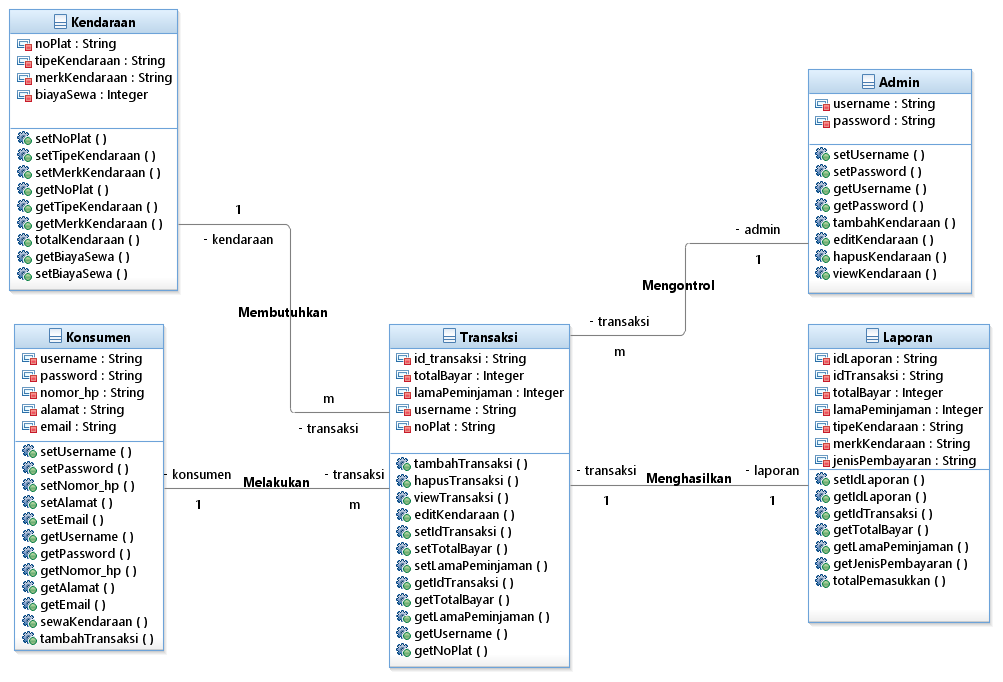 Kendaraan
noPlat : String
tipeKendaraan : String
merkKendaraan : String
biayaSewa : Integer
setNoPlat ( )
setTipeKendaraan ( )
setMerkKendaraan ( )
getNoPlat ( )
getTipeKendaraan ( )
getMerkKendaraan ( )
totalKendaraan ( )
getBiayaSewa ( )
setBiayaSewa ( )
1
- kendaraan
Membutuhkan
m
- transaksi
Admin
username : String
password : String
setUsername ( )
setPassword ( )
getUsername ( )
getPassword ( )
tambahKendaraan ( )
editKendaraan ( )
hapusKendaraan ( )
viewKendaraan ( )
- admin
1
Mengontrol
- transaksi
m
Konsumen
username : String
password : String
nomor_hp : String
alamat : String
email : String
setUsername ( )
setPassword ( )
setNomor_hp ( )
setAlamat ( )
setEmail ( )
getUsername ( )
getPassword ( )
getNomor_hp ( )
getAlamat ( )
getEmail ( )
sewaKendaraan ( )
tambahTransaksi ( )
- konsumen
1
Melakukan
- transaksi
m
Transaksi
id_transaksi : String
totalBayar : Integer
lamaPeminjaman : Integer
username : String
noPlat : String
tambahTransaksi ( )
hapusTransaksi ( )
viewTransaksi ( )
editKendaraan ( )
setIdTransaksi ( )
setTotalBayar ( )
setLamaPeminjaman ( )
getIdTransaksi ( )
getTotalBayar ( )
getLamaPeminjaman ( )
getUsername ( )
getNoPlat ( )
- transaksi
1
Menghasilkan
- laporan
1
Laporan
idLaporan : String
idTransaksi : String
totalBayar : Integer
lamaPeminjaman : Integer
tipeKendaraan : String
merkKendaraan : String
jenisPembayaran : String
setIdLaporan ( )
getIdLaporan ( )
getIdTransaksi ( )
getTotalBayar ( )
getLamaPeminjaman ( )
getJenisPembayaran ( )
totalPemasukkan ( )